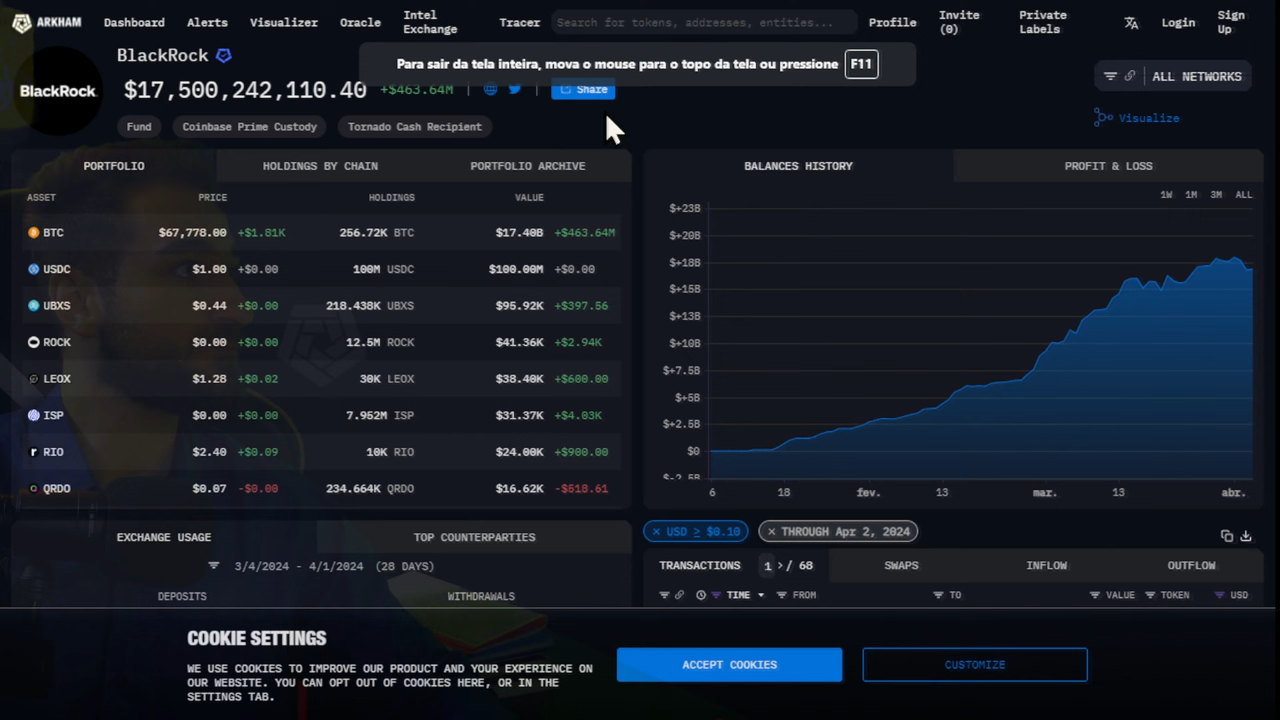 ARKHAM Dashboard Alerts Visualizer Oracle Intel Exchange Tracer Search for tokens, addresses, entities... Profile Invite (0) Private Labels Login Sign Up
BlackRock
Para sair da tela inteira, mova o mouse para o topo da tela ou pressione F11
BlackRock.
$17,500,242,110.40 +$463.64M | | Share
ALL NETWORKS
Visualize
Fund Coinbase Prime Custody Tornado Cash Recipient
PORTFOLIO HOLDINGS BY CHAIN PORTFOLIO ARCHIVE
ASSET PRICE HOLDINGS VALUE
BTC $67,778.00 +$1.01K 256.72K BTC $17.40B +$463.64M
USDC $1.00 +$0.00 100M USDC $100.00M +$0.00
UBXS $0.44 +$0.00 218.438K UBXS $95.92K +$397.56
ROCK $0.00 +$0.00 12.5M ROCK $41.36K +$2.94K
LEOX $1.28 +$0.02 30K LEOX $38.40K +$600.00
ISP $0.00 +$0.00 7.952M ISP $31.37K +$4.03K
RIO $2.40 +$0.09 10K RIO $24.00K +$900.00
QRDO $0.07 -$0.00 234.664K QRDO $16.62K -$518.61
BALANCES HISTORY PROFIT & LOSS
1W 1M 3M ALL
$+23B
$+20B
$+18B
$+15B
$+13B
$+10B
$+7.5B
$+5B
$+2.5B
$0
$-2.5B
6 18 fev. 13 mar. 13 abr.
EXCHANGE USAGE TOP COUNTERPARTIES
3/4/2024 - 4/1/2024 (28 DAYS)
DEPOSITS WITHDRAWALS
× USD ≥ $0.10 × THROUGH Apr 2, 2024
TRANSACTIONS 1 > / 68 SWAPS INFLOW OUTFLOW
TIME FROM TO VALUE TOKEN USD
COOKIE SETTINGS
WE USE COOKIES TO IMPROVE OUR PRODUCT AND YOUR EXPERIENCE ON
OUR WEBSITE. YOU CAN OPT OUT OF COOKIES HERE, OR IN THE
SETTINGS TAB.
ACCEPT COOKIES CUSTOMIZE